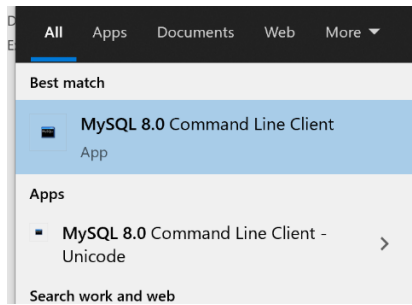 D
E
All Apps Documents Web More
Best match
MySQL 8.0 Command Line Client
App
Apps
MySQL 8.0 Command Line Client -
Unicode
Search work and web